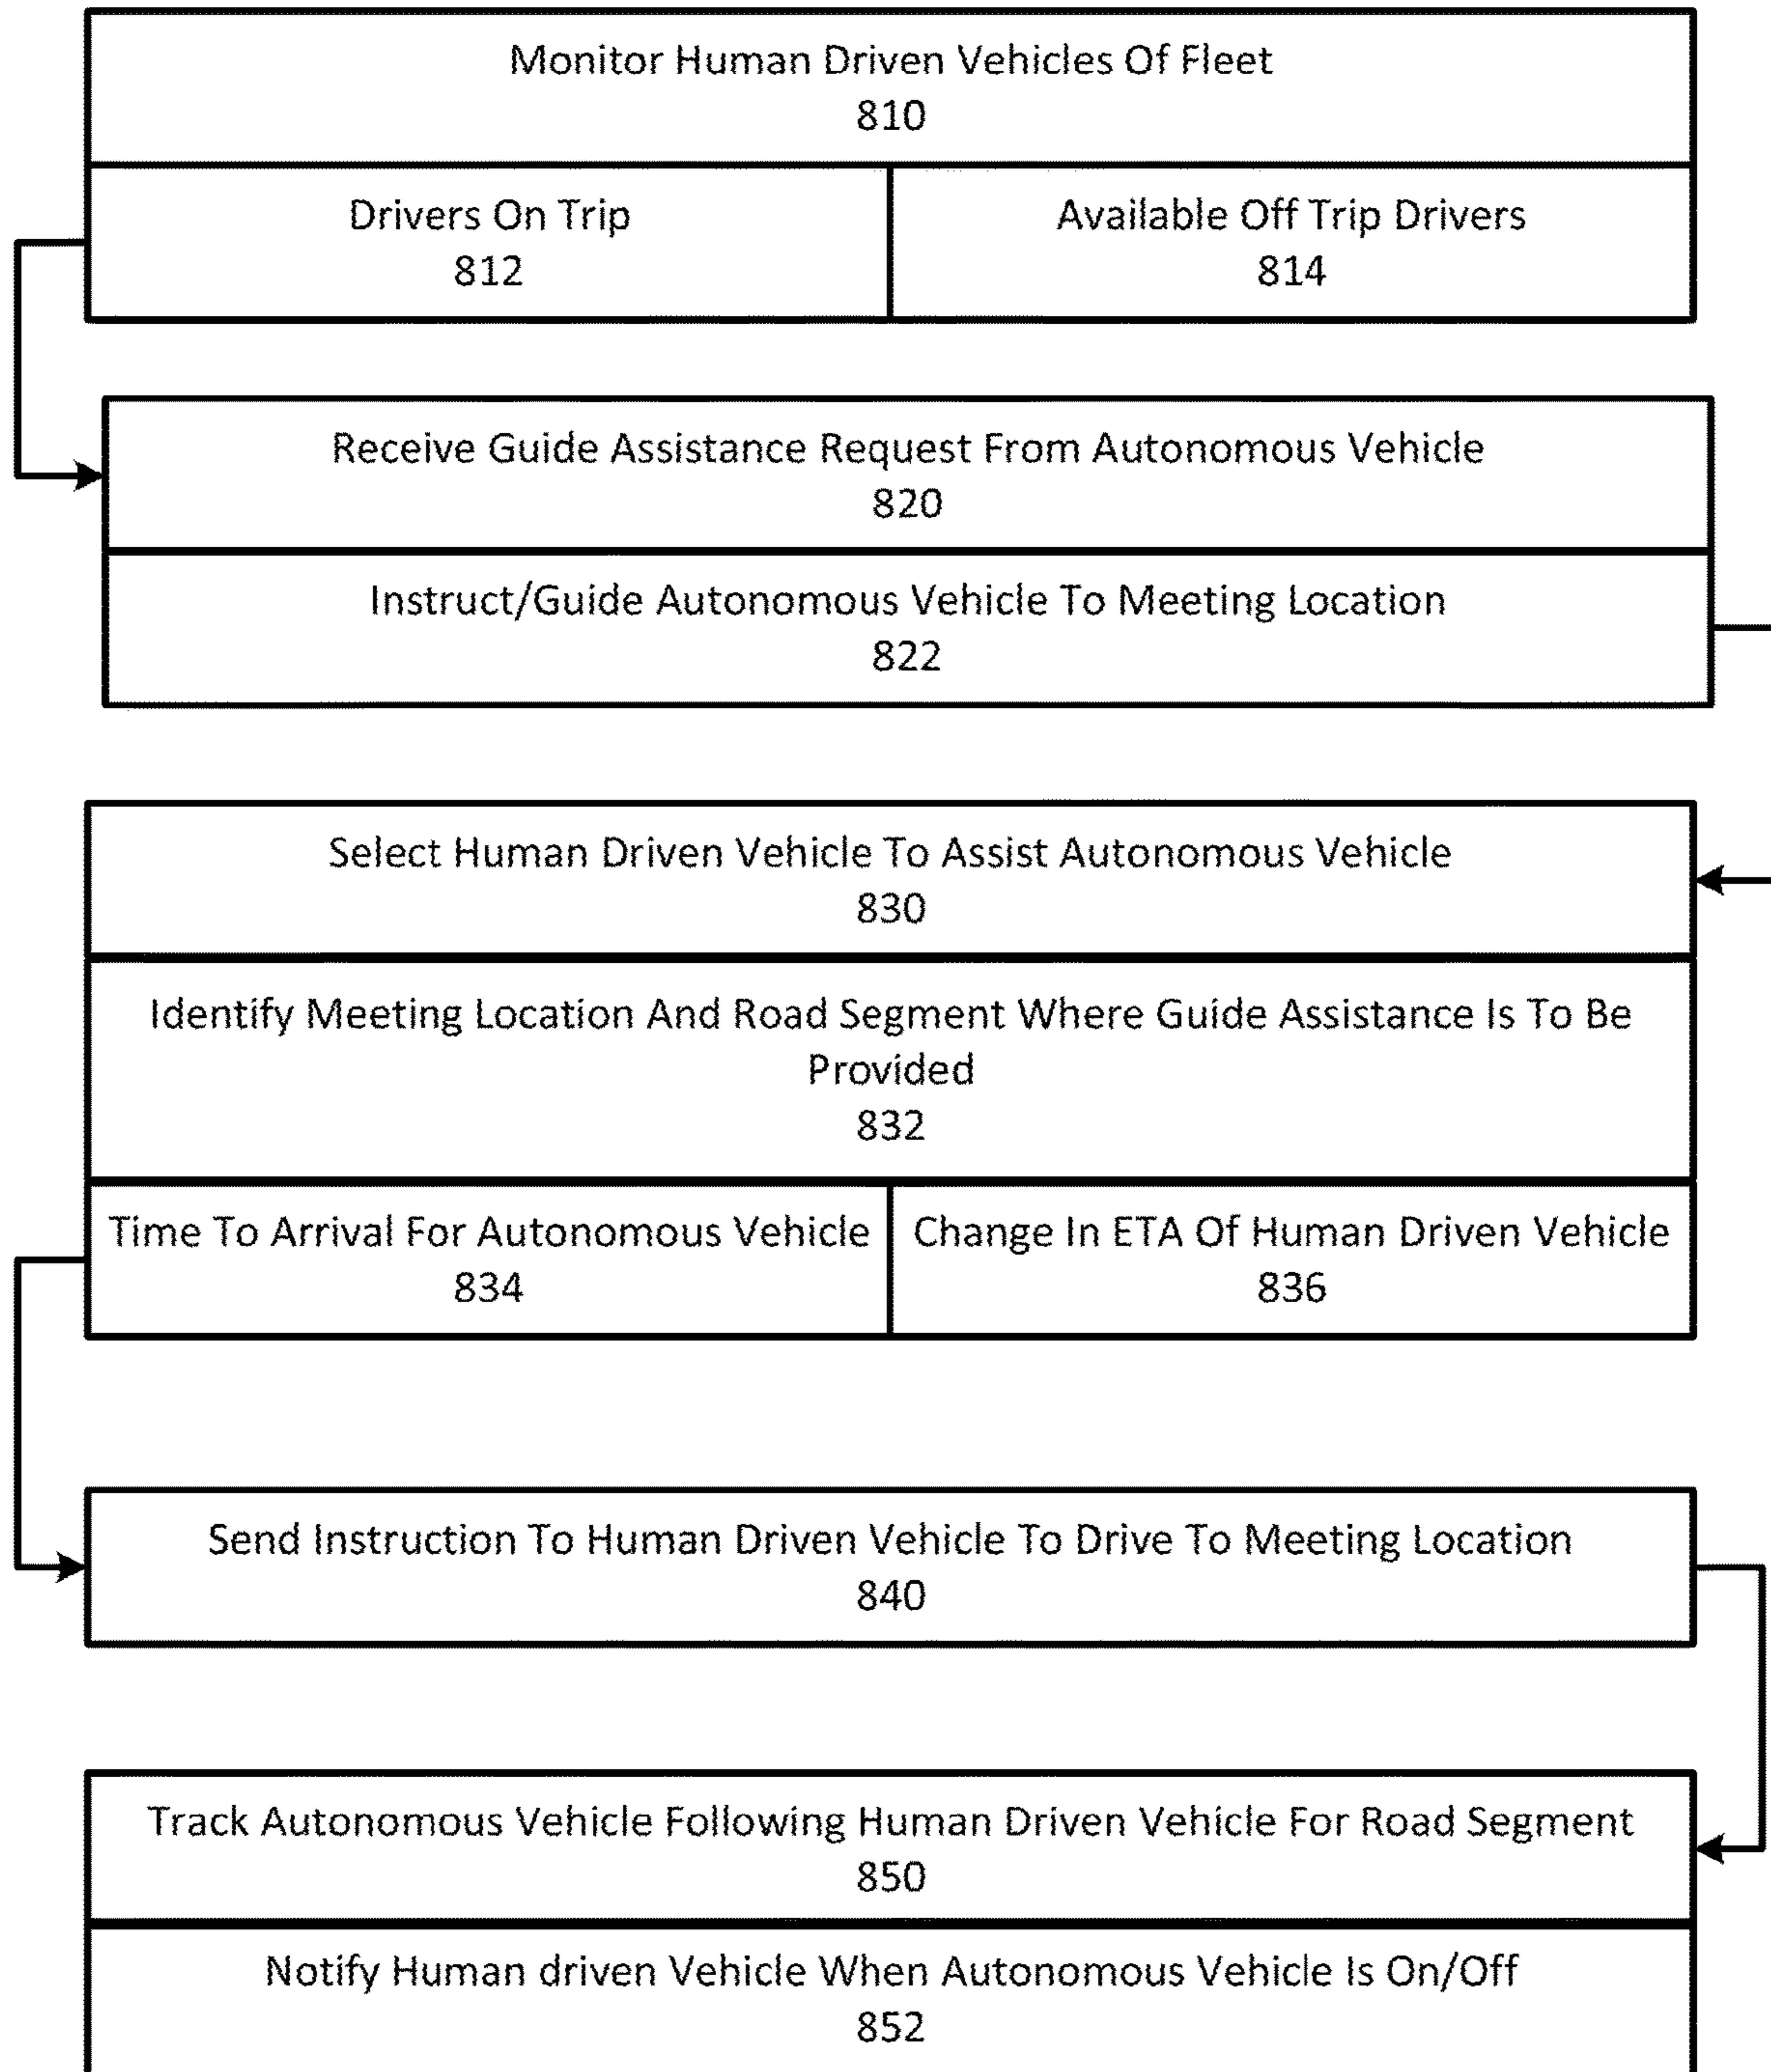 Monitor Human Driven Vehicles Of Fleet
810
Drivers On Trip
812
Available Off Trip Drivers
814
Receive Guide Assistance Request From Autonomous Vehicle
820
Instruct/Guide Autonomous Vehicle To Meeting Location
822
Select Human Driven Vehicle To Assist Autonomous Vehicle
830
Identify Meeting Location And Road Segment Where Guide Assistance Is To Be
Provided
832
Time To Arrival For Autonomous Vehicle
834
Change In ETA Of Human Driven Vehicle
836
Send Instruction To Human Driven Vehicle To Drive To Meeting Location
840
Track Autonomous Vehicle Following Human Driven Vehicle For Road Segment
850
Notify Human driven Vehicle When Autonomous Vehicle Is On/Off
852